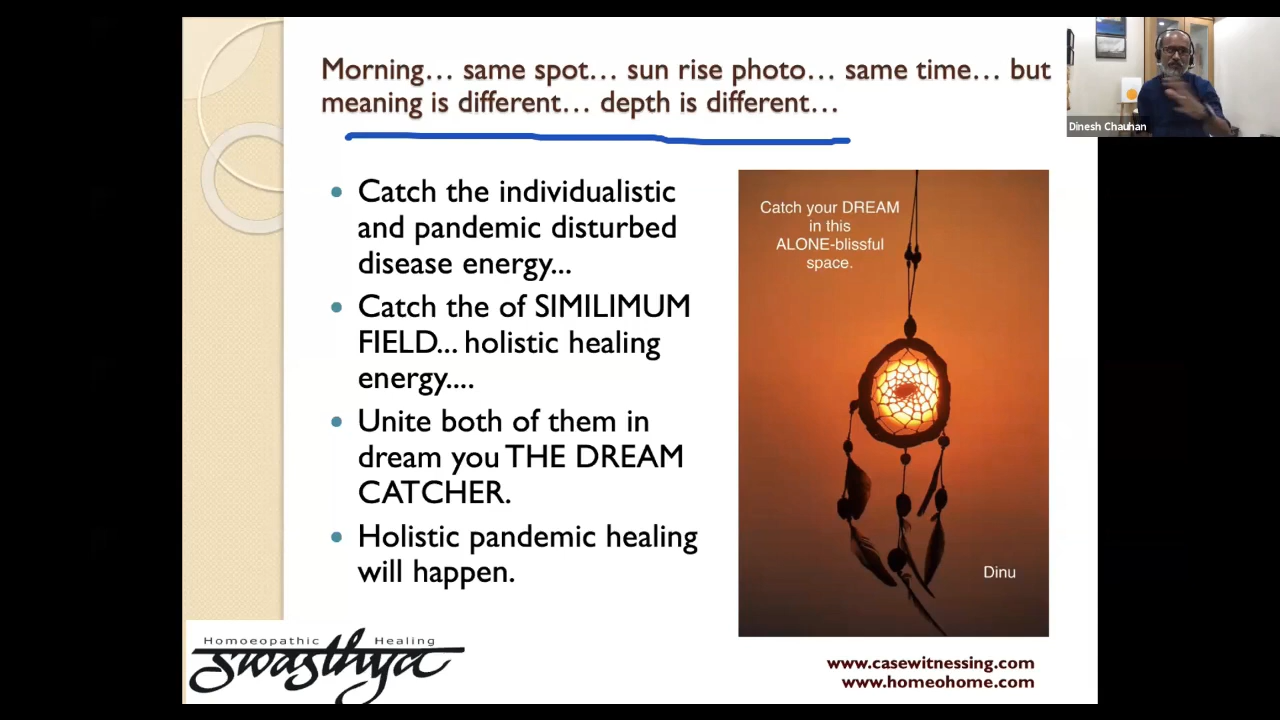 Morning... same spot... sun rise photo... same time... but
meaning is different... depth is different...
Dinesh Chauhan
• Catch the individualistic
and pandemic disturbed
disease energy...
• Catch the of SIMILIMUM
FIELD... holistic healing
energy....
• Unite both of them in
dream you THE DREAM
CATCHER.
• Holistic pandemic healing
will happen.
Catch your DREAM
in this
ALONE-blissful
space.
Dinu
Homoeopathic Healing
swasthya
www.casewitnessing.com
www.homeohome.com